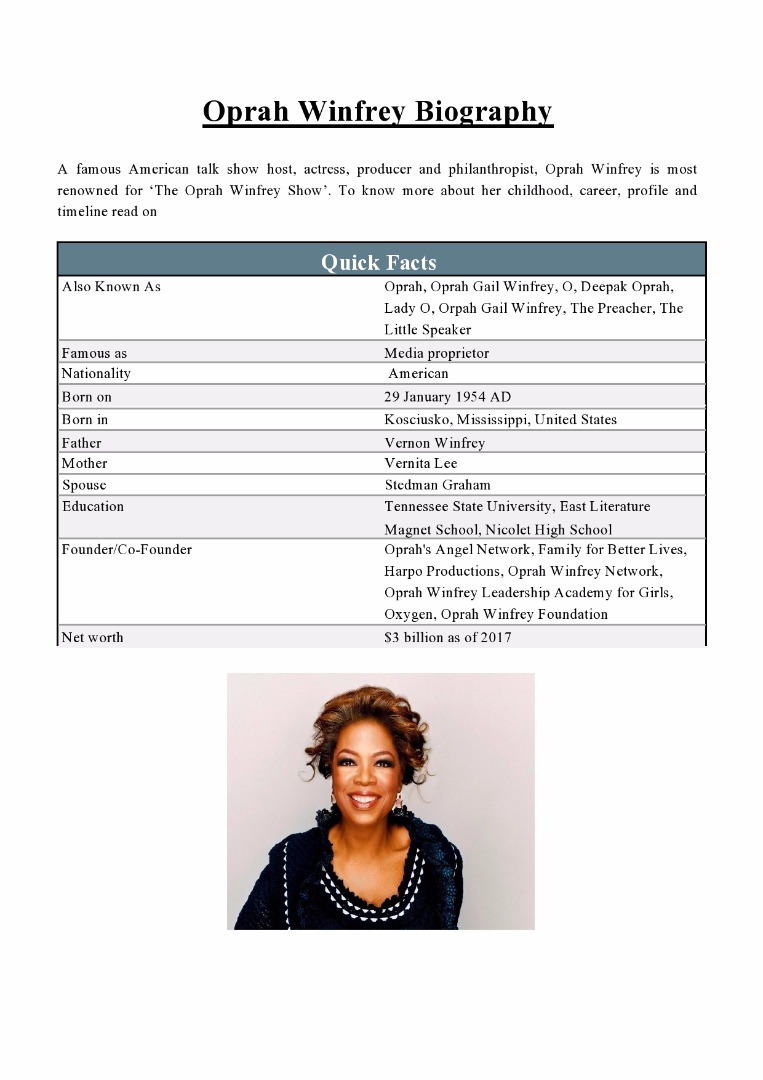 Oprah Winfrey Biography
A famous American talk show host, actress, producer and philanthropist, Oprah Winfrey is most
renowned for ‘The Oprah Winfrey Show’. To know more about her childhood, career, profile and
timeline read on
Quick Facts
Also Known As
Oprah, Oprah Gail Winfrey, O, Deepak Oprah,
Lady O, Orpah Gail Winfrey, The Preacher, The
Little Speaker
Famous as
Media proprietor
Nationality
American
Born on
29 January 1954 AD
Born in
Kosciusko, Mississippi, United States
Father
Vernon Winfrey
Mother
Vernita Lee
Spouse
Stedman Graham
Education
Tennessee State University, East Literature
Magnet School, Nicolet High School
Founder/Co-Founder
Oprah's Angel Network, Family for Better Lives,
Harpo Productions, Oprah Winfrey Network,
Oprah Winfrey Leadership Academy for Girls,
Oxygen, Oprah Winfrey Foundation
Net worth
$3 billion as of 2017